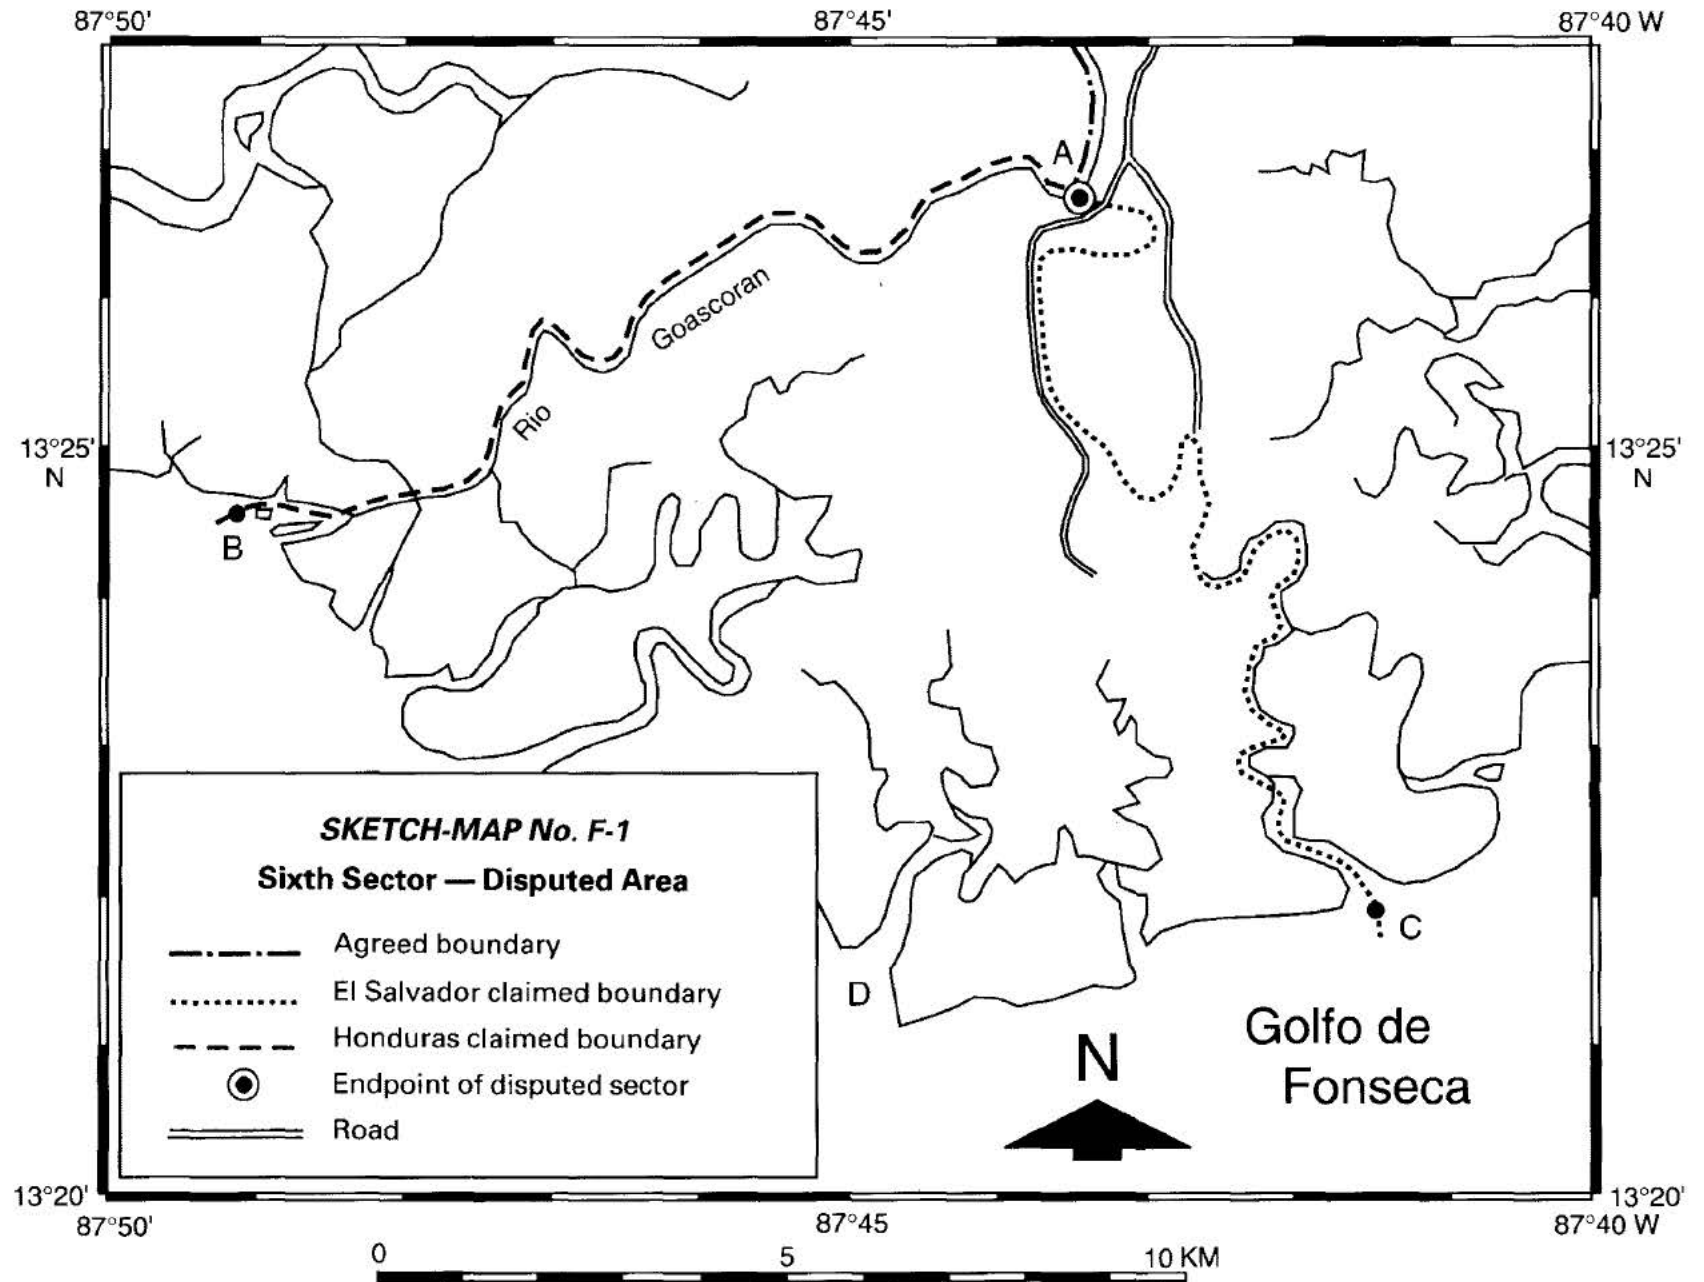 87°50'
87°45'
87°40 W
A
Goascoran
Rio
13°25'
N
13°25'
N
B
SKETCH-MAP No. F-1
Sixth Sector — Disputed Area
Agreed boundary
El Salvador claimed boundary
Honduras claimed boundary
Endpoint of disputed sector
Road
C
D
Golfo de
Fonseca
N
13°20'
13°20'
87°50'
87°45
87°40 W
0
5
10 KM